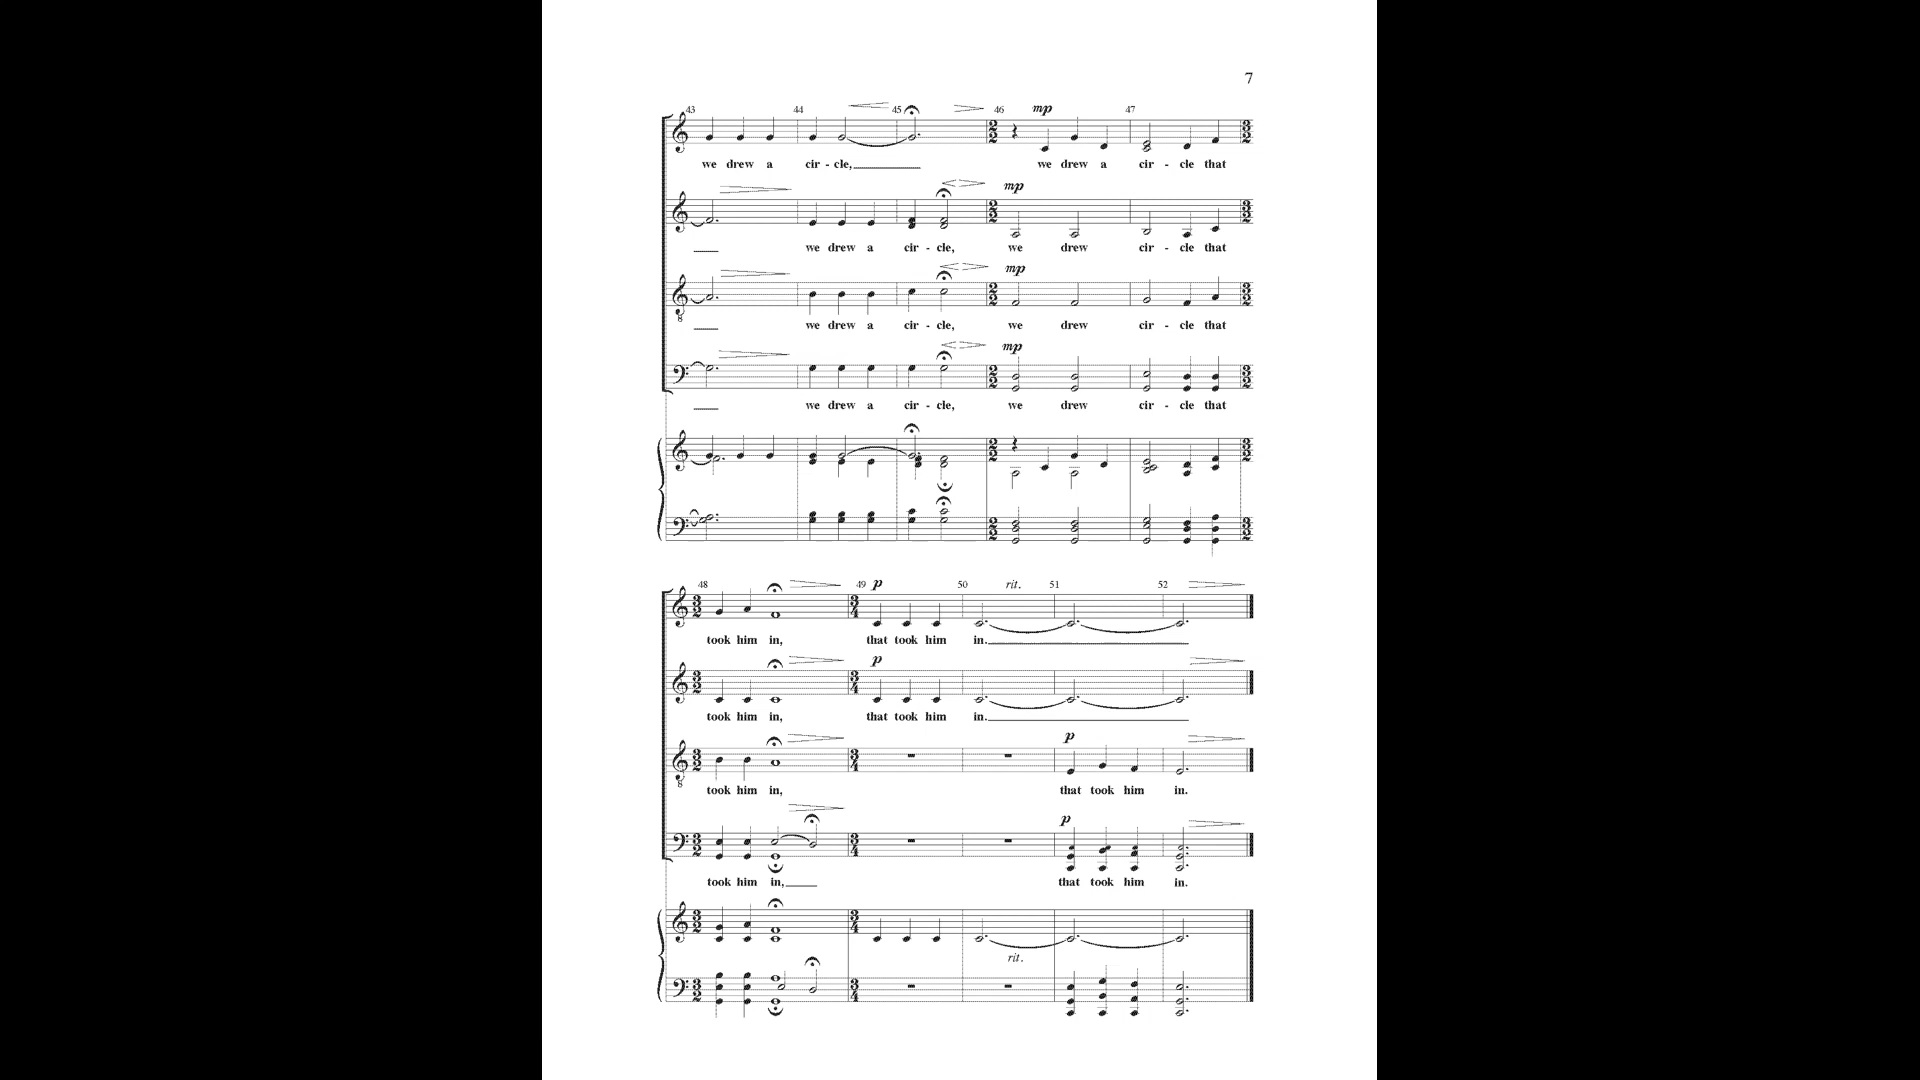 7
43 44 45 46 mp 47
we drew a cir - cle, we drew a cir - cle that
mp
we drew a cir - cle, we drew cir - cle that
mp
8
we drew a cir - cle, we drew cir - cle that
mp
we drew a cir - cle, we drew cir - cle that
48 49 p 50 rit. 51 52
took him in, that took him in.
p
took him in, that took him in.
p
8
took him in, that took him in.
p
took him in, that took him in.
rit.